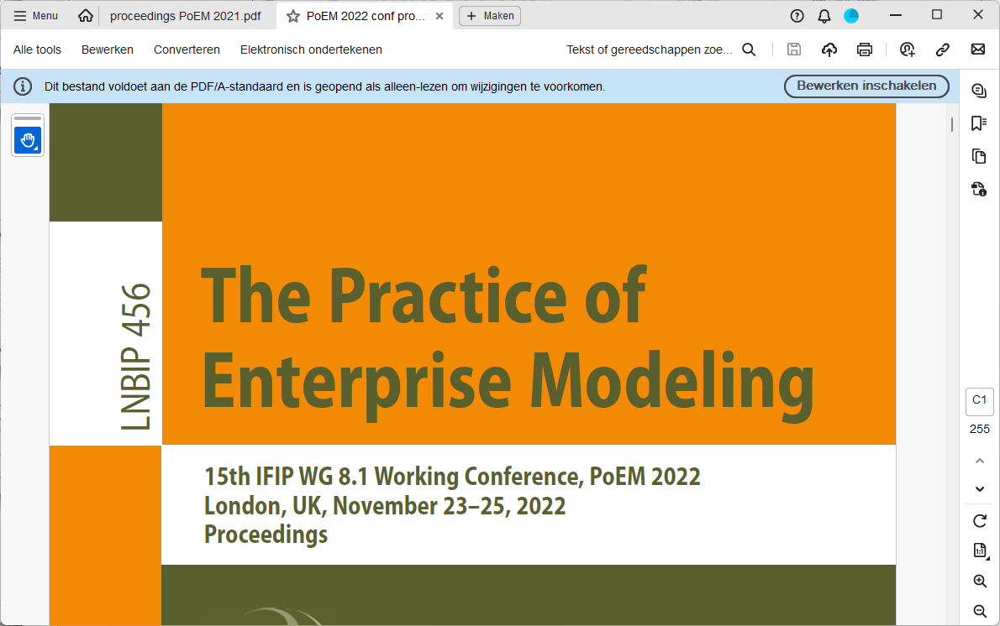 Menu
proceedings PoEM 2021.pdf
PoEM 2022 conf pro...
Maken
Alle tools
Bewerken
Converteren
Elektronisch ondertekenen
Tekst of gereedschappen zoe...
Dit bestand voldoet aan de PDF/A-standaard en is geopend als alleen-lezen om wijzigingen te voorkomen.
Bewerken inschakelen
LNBIP 456
The Practice of
Enterprise Modeling
15th IFIP WG 8.1 Working Conference, PoEM 2022
London, UK, November 23–25, 2022
Proceedings
C1
255
1:1